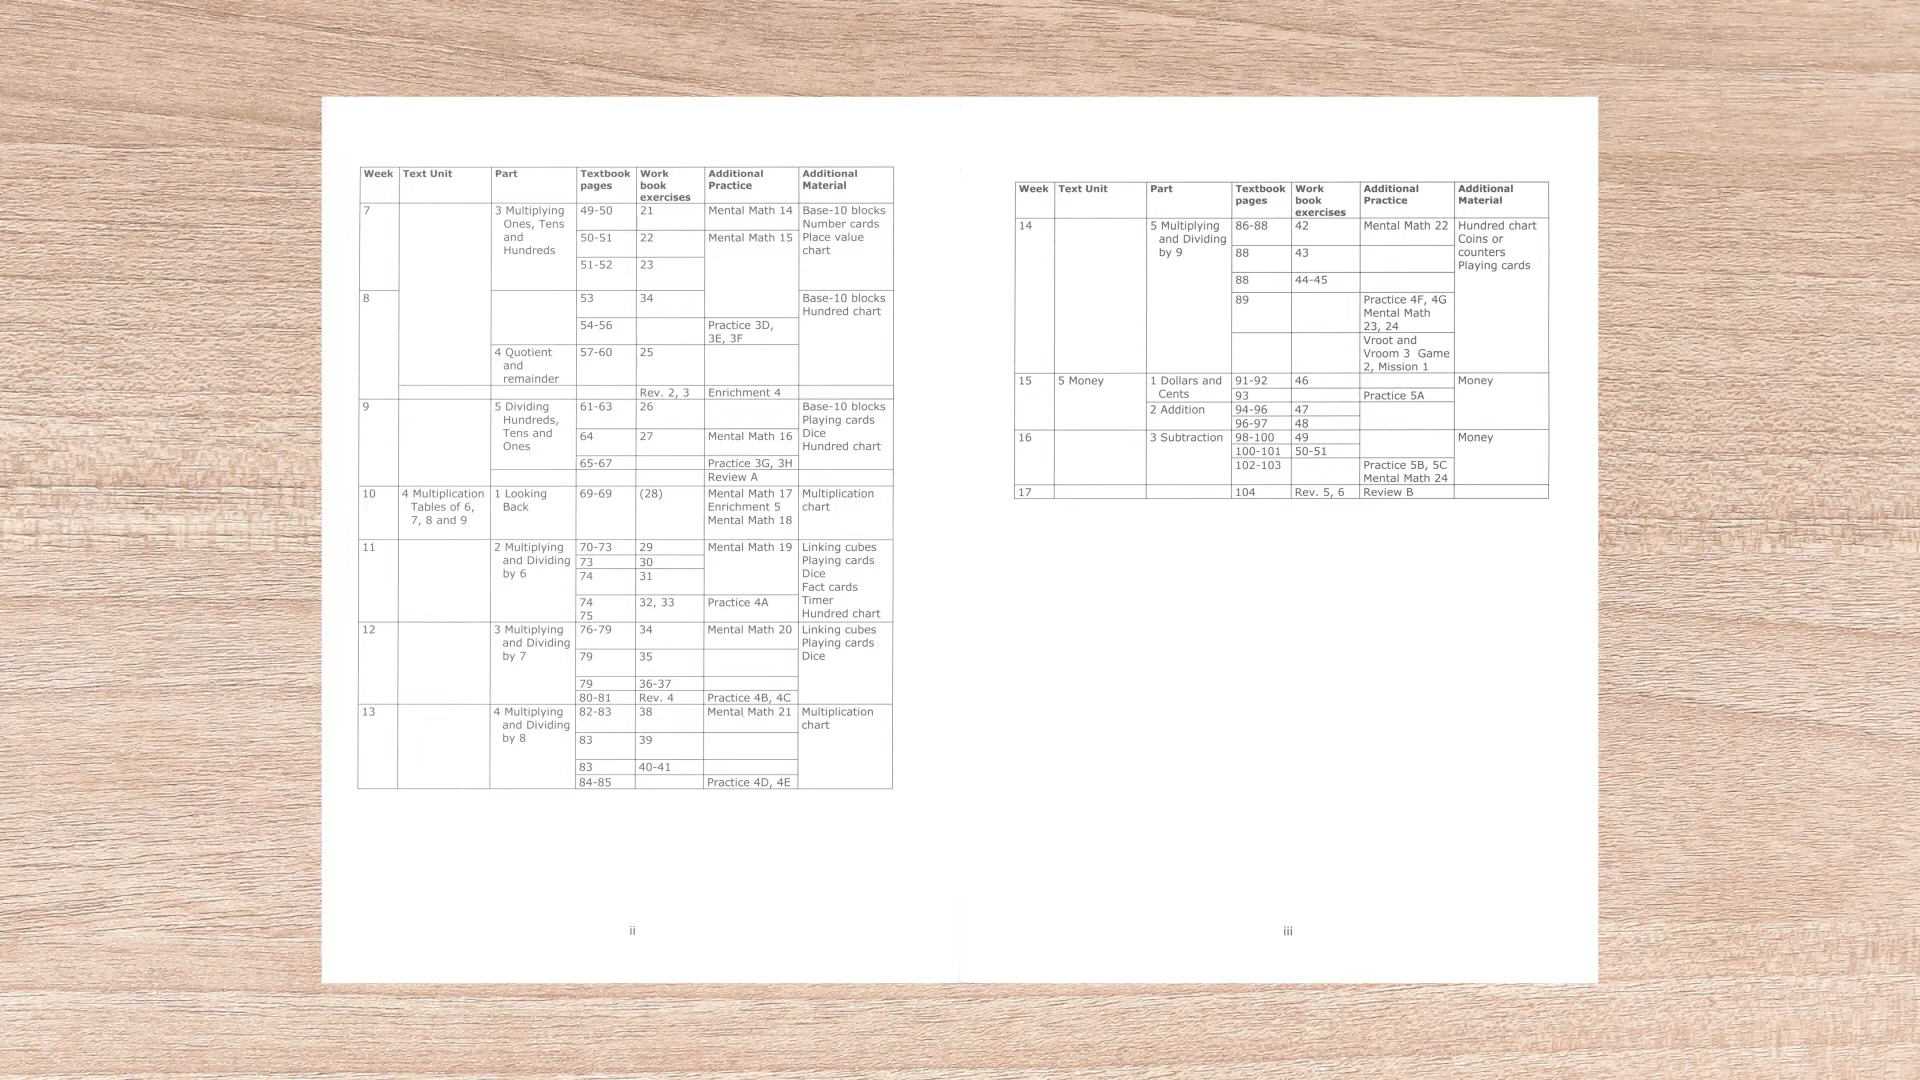 Week Text Unit Part Textbook pages Work book exercises Additional Practice Additional Material
7 3 Multiplying Ones, Tens and Hundreds 49-50 21 Mental Math 14 Base-10 blocks Number cards Place value chart
50-51 22 Mental Math 15
51-52 23
8 53 34 Base-10 blocks Hundred chart
54-56 Practice 3D, 3E, 3F
4 Quotient and remainder 57-60 25
Rev. 2, 3 Enrichment 4
9 5 Dividing Hundreds, Tens and Ones 61-63 26 Base-10 blocks Playing cards Dice Hundred chart
64 27 Mental Math 16
65-67 Practice 3G, 3H
Review A
10 4 Multiplication Tables of 6, 7, 8 and 9 1 Looking Back 69-69 (28) Mental Math 17 Enrichment 5 Mental Math 18 Multiplication chart
11 2 Multiplying and Dividing by 6 70-73 29 Mental Math 19 Linking cubes Playing cards Dice Fact cards Timer Hundred chart
73 30
74 31
74 32, 33 Practice 4A
75
12 3 Multiplying and Dividing by 7 76-79 34 Mental Math 20 Linking cubes Playing cards Dice
79 35
79 36-37
80-81 Rev. 4 Practice 4B, 4C
13 4 Multiplying and Dividing by 8 82-83 38 Mental Math 21 Multiplication chart
83 39
83 40-41
84-85 Practice 4D, 4E
ii
Week Text Unit Part Textbook pages Work book exercises Additional Practice Additional Material
14 5 Multiplying and Dividing by 9 86-88 42 Mental Math 22 Hundred chart Coins or counters Playing cards
88 43
88 44-45
89 Practice 4F, 4G Mental Math 23, 24
Vroot and Vroom 3 Game 2, Mission 1
15 5 Money 1 Dollars and Cents 91-92 46 Money
93 Practice 5A
2 Addition 94-96 47
96-97 48
16 3 Subtraction 98-100 49 Money
100-101 50-51
102-103 Practice 5B, 5C Mental Math 24
17 104 Rev. 5, 6 Review B
iii